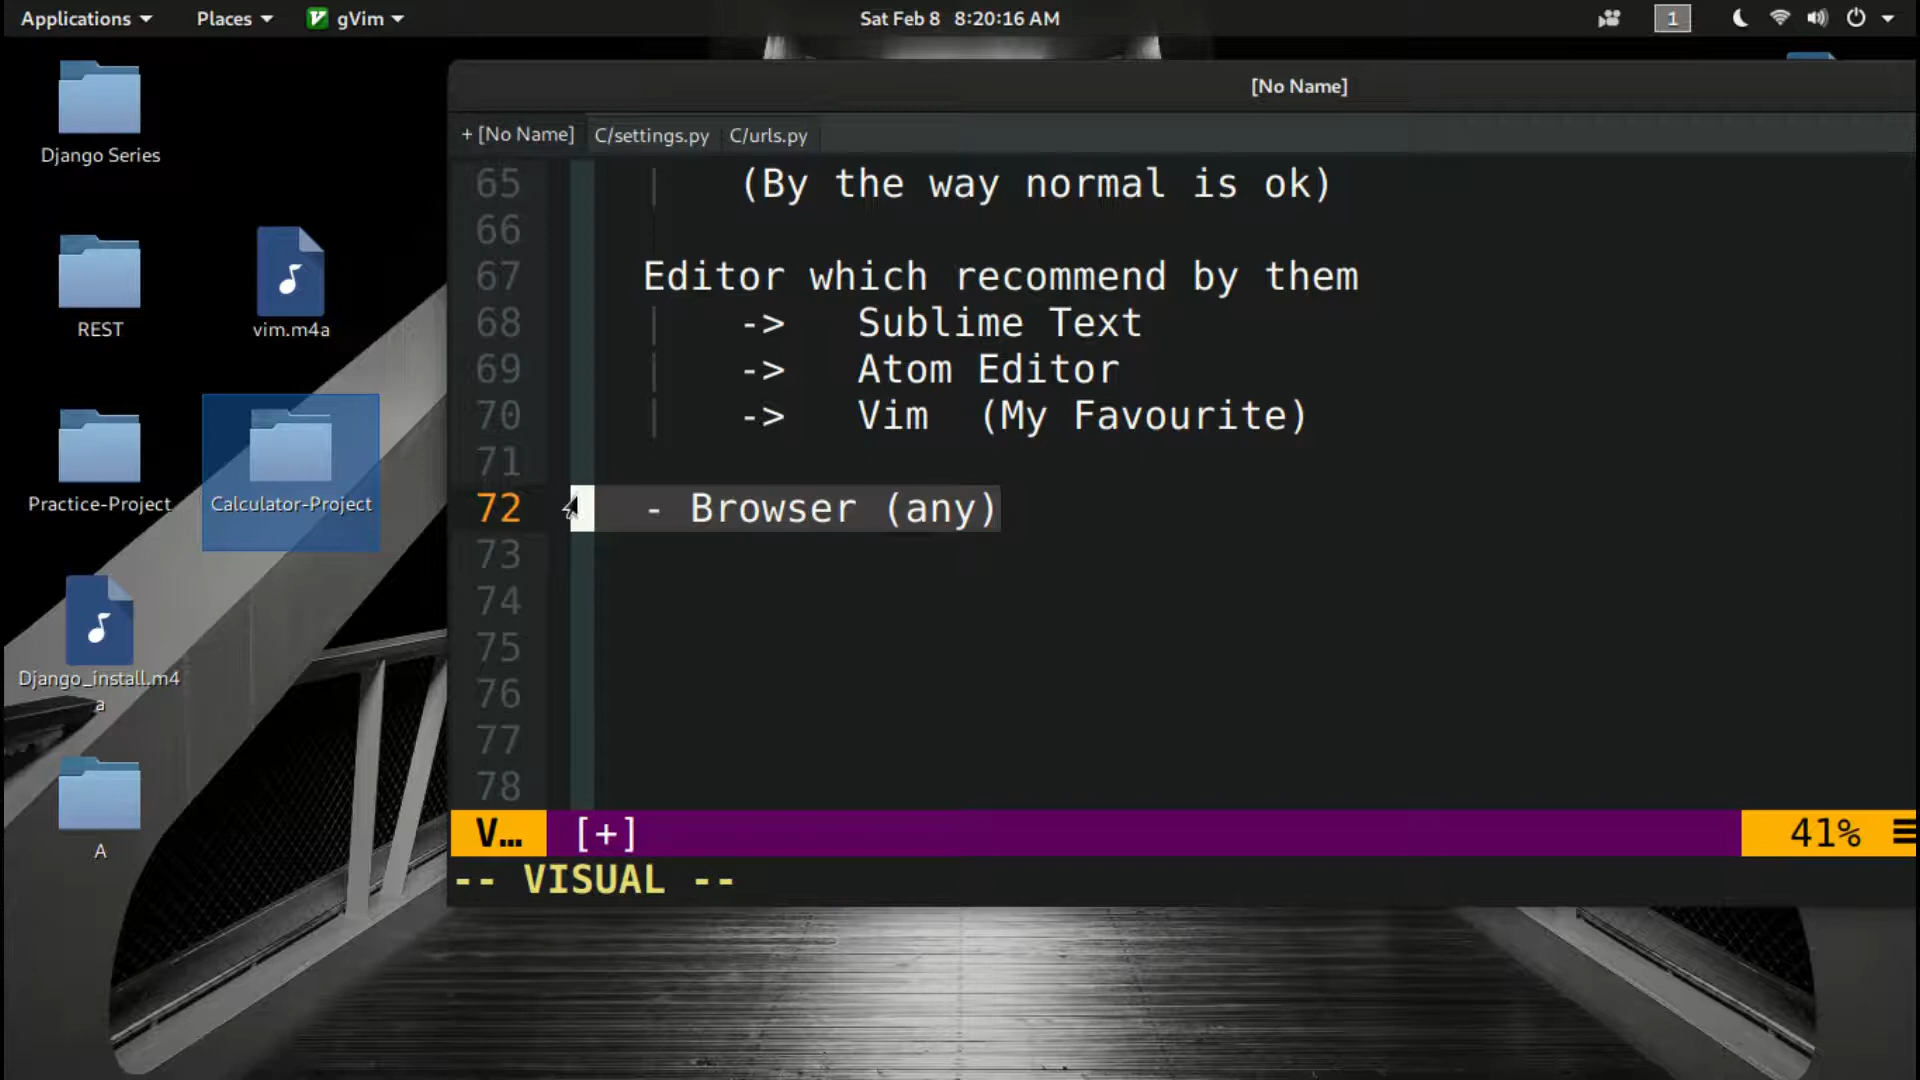 Applications Places gVim Sat Feb 8 8:20:16 AM 1
Django Series
REST
vim.m4a
Practice-Project
Calculator-Project
Django_install.m4
a
A
[No Name]
+ [No Name] C/settings.py C/urls.py
65 (By the way normal is ok)
66
67 Editor which recommend by them
68 -> Sublime Text
69 -> Atom Editor
70 -> Vim (My Favourite)
71
72 - Browser (any)
73
74
75
76
77
78
V... [+] 41%
-- VISUAL --